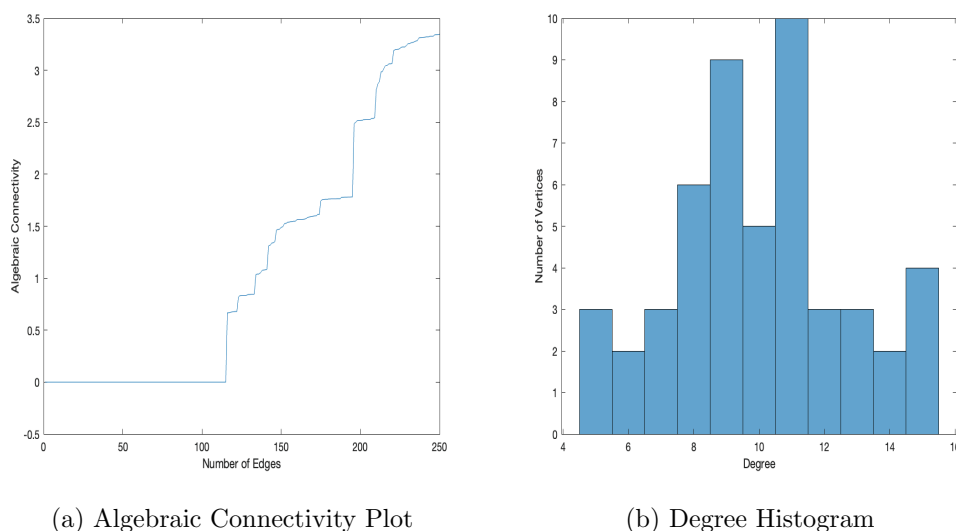 3.5
3
2.5
2
1.5
1
0.5
0
-0.5
Algebraic Connectivity
0 50 100 150 200 250
Number of Edges
10
9
8
7
6
5
4
3
2
1
0
Number of Vertices
4 6 8 10 12 14 16
Degree
(a) Algebraic Connectivity Plot
(b) Degree Histogram